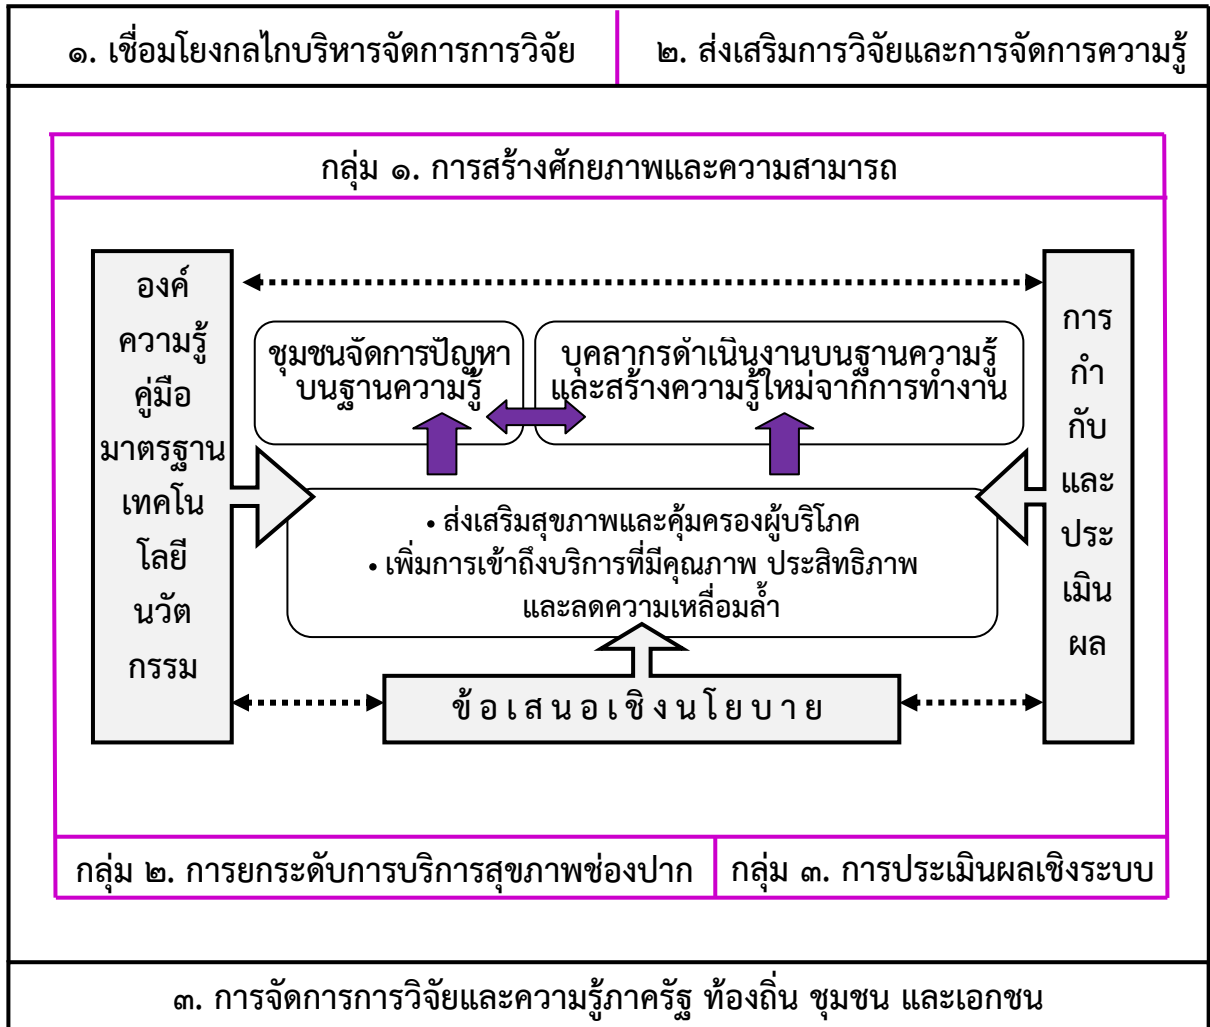 ๑. เชื่อมโยงกลไกบริหารจัดการการวิจัย
๒. ส่งเสริมการวิจัยและการจัดการความรู้
กลุ่ม ๑. การสร้างศักยภาพและความสามารถ
องค์
ความรู้
คู่มือ
มาตรฐาน
เทคโน
โลยี
นวัต
กรรม
ชุมชนจัดการปัญหา
บนฐานความรู้
บุคลากรดำเนินงานบนฐานความรู้
และสร้างความรู้ใหม่จากการทำงาน
• ส่งเสริมสุขภาพและคุ้มครองผู้บริโภค
• เพิ่มการเข้าถึงบริการที่มีคุณภาพ ประสิทธิภาพ
และลดความเหลื่อมล้ำ
ข้อเสนอเชิงนโยบาย
การ
กำ
กับ
และ
ประ
เมิน
ผล
กลุ่ม ๒. การยกระดับการบริการสุขภาพช่องปาก
กลุ่ม ๓. การประเมินผลเชิงระบบ
๓. การจัดการการวิจัยและความรู้ภาครัฐ ท้องถิ่น ชุมชน และเอกชน